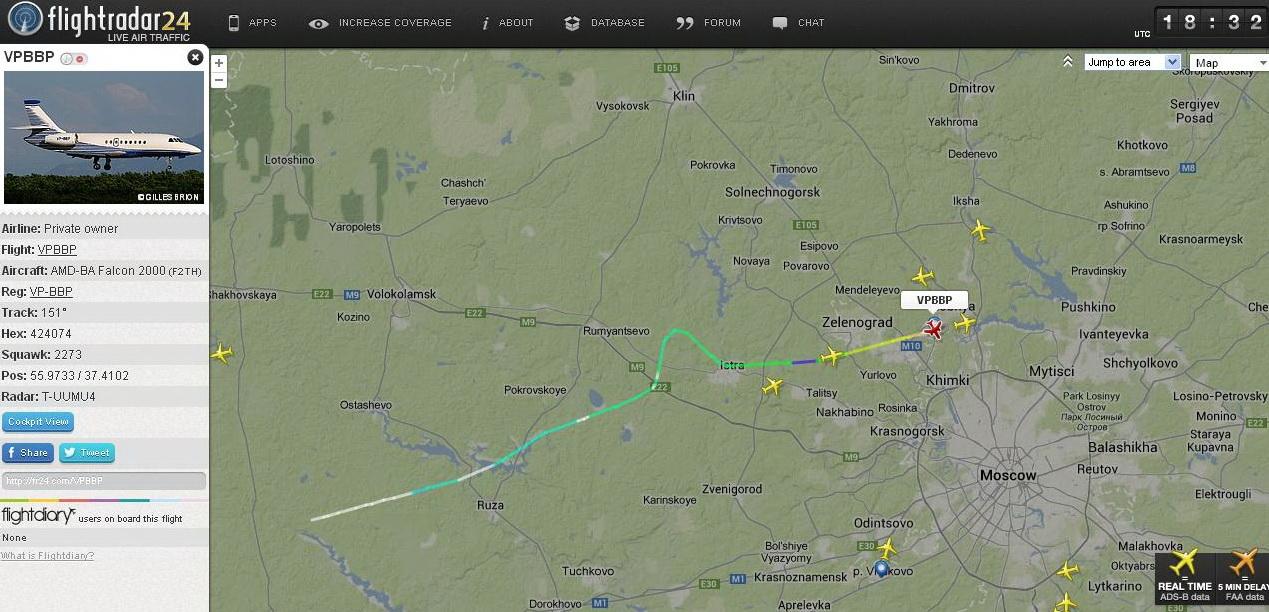 flightradar24
LIVE AIR TRAFFIC
APPS
INCREASE COVERAGE
ABOUT
DATABASE
FORUM
CHAT
UTC 18:32
VPBBP
© GILLES BRION
Airline: Private owner
Flight: VPBBP
Aircraft: AMD-BA Falcon 2000 (F2TH)
Reg: VP-BBP
Track: 151°
Hex: 424074
Squawk: 2273
Pos: 55.9733 / 37.4102
Radar: T-UUMU4
Cockpit View
Share
Tweet
http://fr24.com/VPBBP
flightdiary users on board this flight
None
What is Flightdiary?
+
−
Jump to area
Map
Sin'kovo
Skoropuskovskiy
E105
Klin
Vysokovsk
Dmitrov
Sergiyev
Posad
Yakhroma
Khotkovo
Lotoshino
Dedenevo
Pokrovka
Timonovo
M8
s. Abramtsevo
Chashch'
Teryaevo
Solnechnogorsk
Iksha
Ashukino
Krivtsovo
E105
rp Sofrino
Yaropolets
Esipovo
Krasnoarmeysk
Novaya
Povarovo
Pravdinskiy
Shakhovskaya
E22
M9
Volokolamsk
Mendeleyevo
VPBBP
Pushkino
Che
Kozino
E22
M9
Rumyantsevo
Zelenograd
Ivanteyevka
M10
Istra
M9
Yurlovo
Shchyolkovo
Mytisci
Khimki
E22
Pokrovskoye
Talitsy
Park Losinyy
Ostrov
Парк Лосиный
Остров
Losino-Petrovsky
Ostashevo
Nakhabino
Rosinka
Monino
Krasnogorsk
Staraya
Kupavna
E22
Balashikha
M9
Reutov
Moscow
Zvenigorod
Karinskoye
Elektrougli
Ruza
Odintsovo
Bol'shiye
Vyazyomy
E30
Malakhovka
Tuchkovo
Krasnoznamensk
p. Vnukovo
Oktyabrs
Lytkarino
E30
M1
Dorokhovo
M1
Aprelevka
E30
REAL TIME
ADS-B data
5 MIN DELAY
FAA data